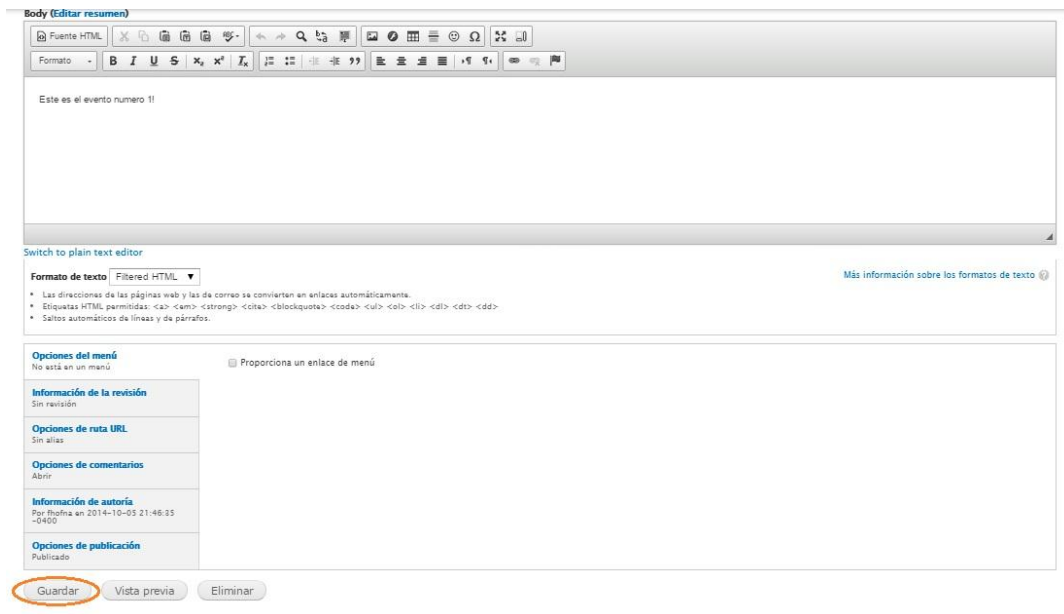 Body (Editar resumen)
Fuente HTML
Formato B I U S x₂ x² Iₓ
Este es el evento numero 1!
Switch to plain text editor
Formato de texto Filtered HTML ▼ Más información sobre los formatos de texto
Las direcciones de las páginas web y las de correo se convierten en enlaces automáticamente.
Etiquetas HTML permitidas: <a> <em> <strong> <cite> <blockquote> <code> <ul> <ol> <li> <dl> <dt> <dd>
Saltos automáticos de líneas y de párrafos.
Opciones del menú
No está en un menú
Proporciona un enlace de menú
Información de la revisión
Sin revisión
Opciones de ruta URL
Sin alias
Opciones de comentarios
Abrir
Información de autoría
Por fhofna en 2014-10-05 21:46:35
-0400
Opciones de publicación
Publicado
Guardar Vista previa Eliminar